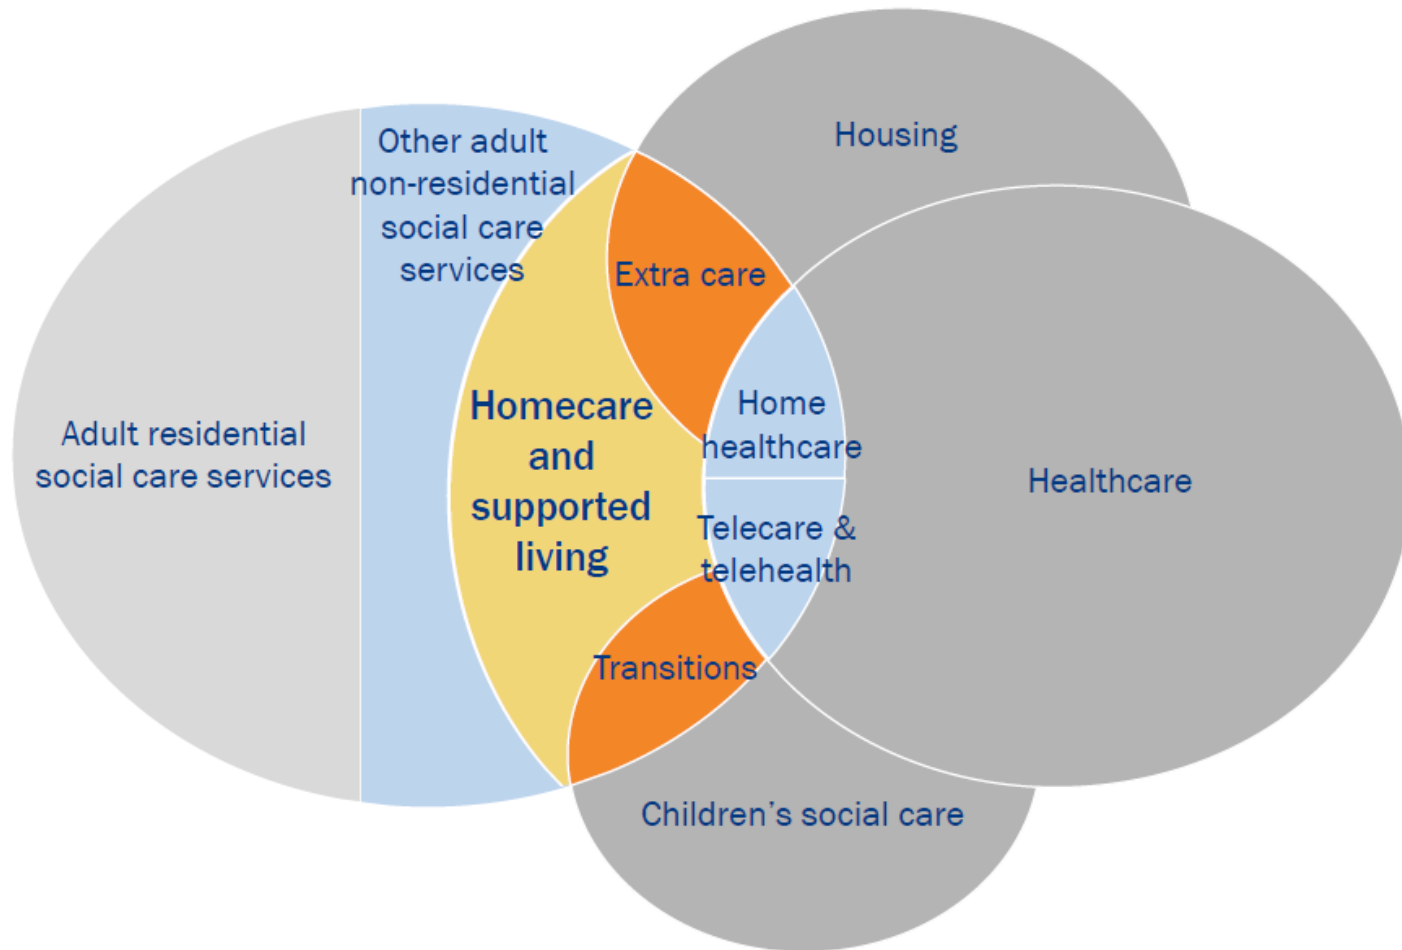 Other adult
non-residential
social care
services
Housing
Extra care
Homecare
and
supported
living
Home
healthcare
Adult residential
social care services
Healthcare
Telecare &
telehealth
Transitions
Children’s social care